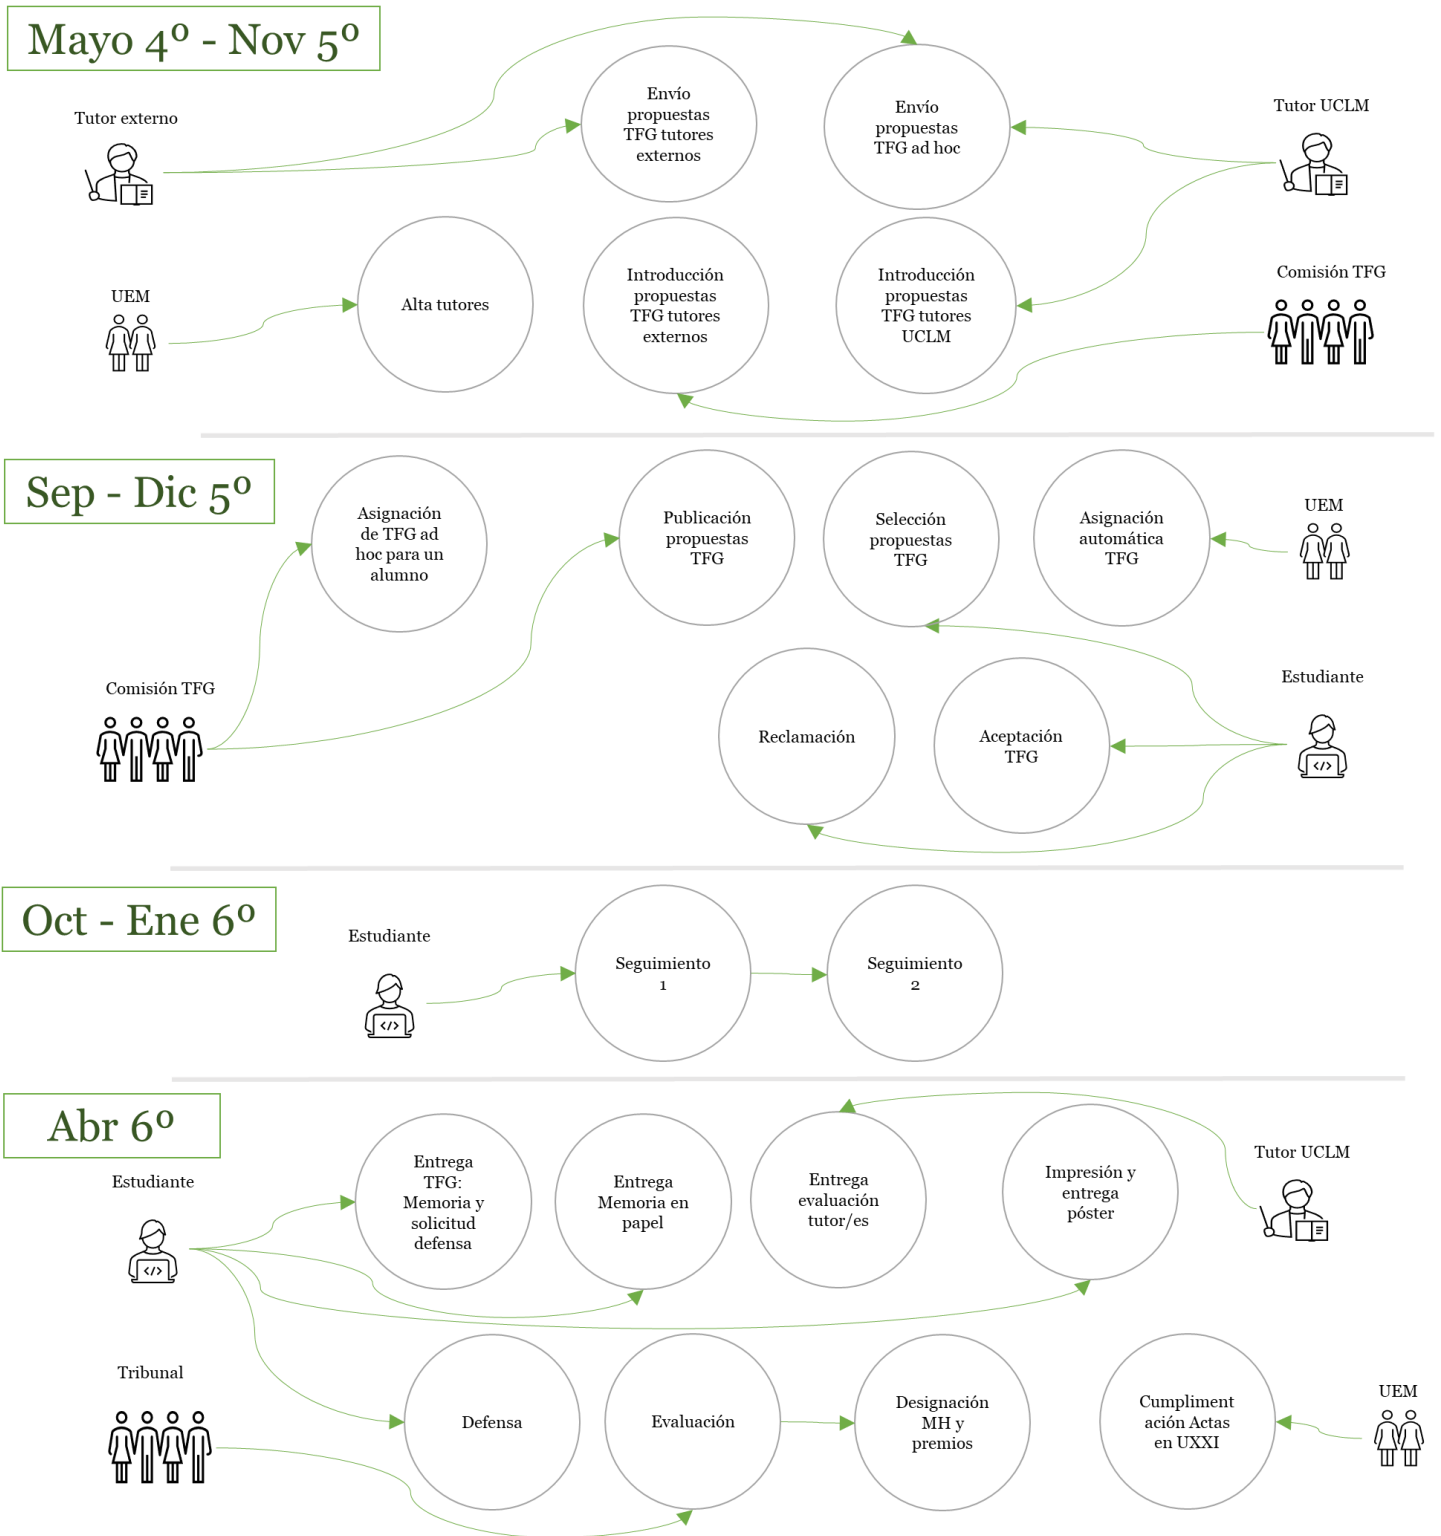 Mayo 4º - Nov 5º
Tutor externo
Envío
propuestas
TFG tutores
externos
Envío
propuestas
TFG ad hoc
Tutor UCLM
UEM
Alta tutores
Introducción
propuestas
TFG tutores
externos
Introducción
propuestas
TFG tutores
UCLM
Comisión TFG
Sep - Dic 5º
Asignación
de TFG ad
hoc para un
alumno
Publicación
propuestas
TFG
Selección
propuestas
TFG
Asignación
automática
TFG
UEM
Comisión TFG
Reclamación
Aceptación
TFG
Estudiante
</>
Oct - Ene 6º
Estudiante
</>
Seguimiento
1
Seguimiento
2
Abr 6º
Estudiante
</>
Entrega
TFG:
Memoria y
solicitud
defensa
Entrega
Memoria en
papel
Entrega
evaluación
tutor/es
Impresión y
entrega
póster
Tutor UCLM
Tribunal
Defensa
Evaluación
Designación
MH y
premios
Cumpliment
ación Actas
en UXXI
UEM